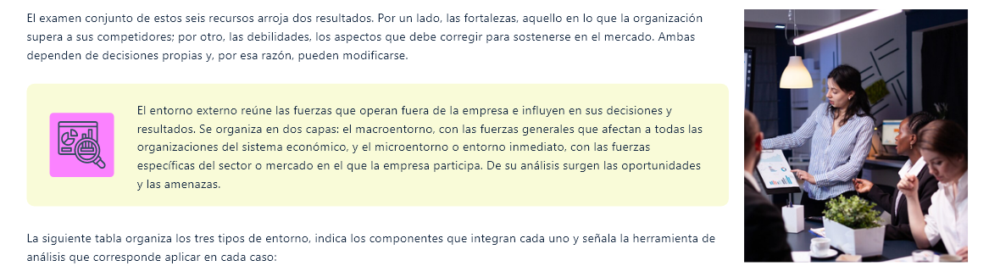 El examen conjunto de estos seis recursos arroja dos resultados. Por un lado, las fortalezas, aquello en lo que la organización
supera a sus competidores; por otro, las debilidades, los aspectos que debe corregir para sostenerse en el mercado. Ambas
dependen de decisiones propias y, por esa razón, pueden modificarse.
El entorno externo reúne las fuerzas que operan fuera de la empresa e influyen en sus decisiones y
resultados. Se organiza en dos capas: el macroentorno, con las fuerzas generales que afectan a todas las
organizaciones del sistema económico, y el microentorno o entorno inmediato, con las fuerzas
específicas del sector o mercado en el que la empresa participa. De su análisis surgen las oportunidades
y las amenazas.
La siguiente tabla organiza los tres tipos de entorno, indica los componentes que integran cada uno y señala la herramienta de
análisis que corresponde aplicar en cada caso: